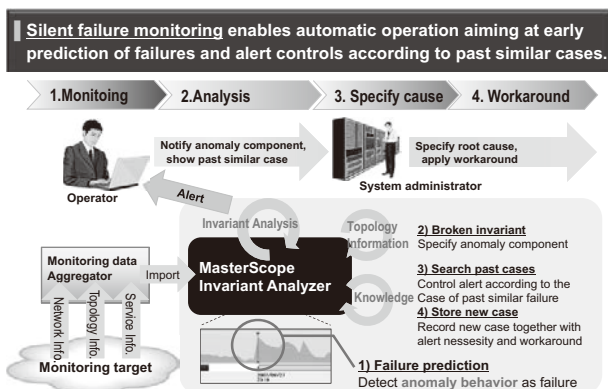 Silent failure monitoring enables automatic operation aiming at early
prediction of failures and alert controls according to past similar cases.
1.Monitoing
2.Analysis
3. Specify cause
4. Workaround
Notify anomaly component,
show past similar case
Specify root cause,
apply workaround
Operator
System administrator
Alert
Invariant Analysis
Topology
Information
2) Broken invariant
Specify anomaly component
Monitoring data
Aggregator
Import
MasterScope
Invariant Analyzer
Knowledge
3) Search past cases
Control alert according to the
Case of past similar failure
4) Store new case
Record new case together with
alert nessesity and workaround
Network Info.
Topology Info.
Service Info.
Monitoring target
1) Failure prediction
Detect anomaly behavior as failure